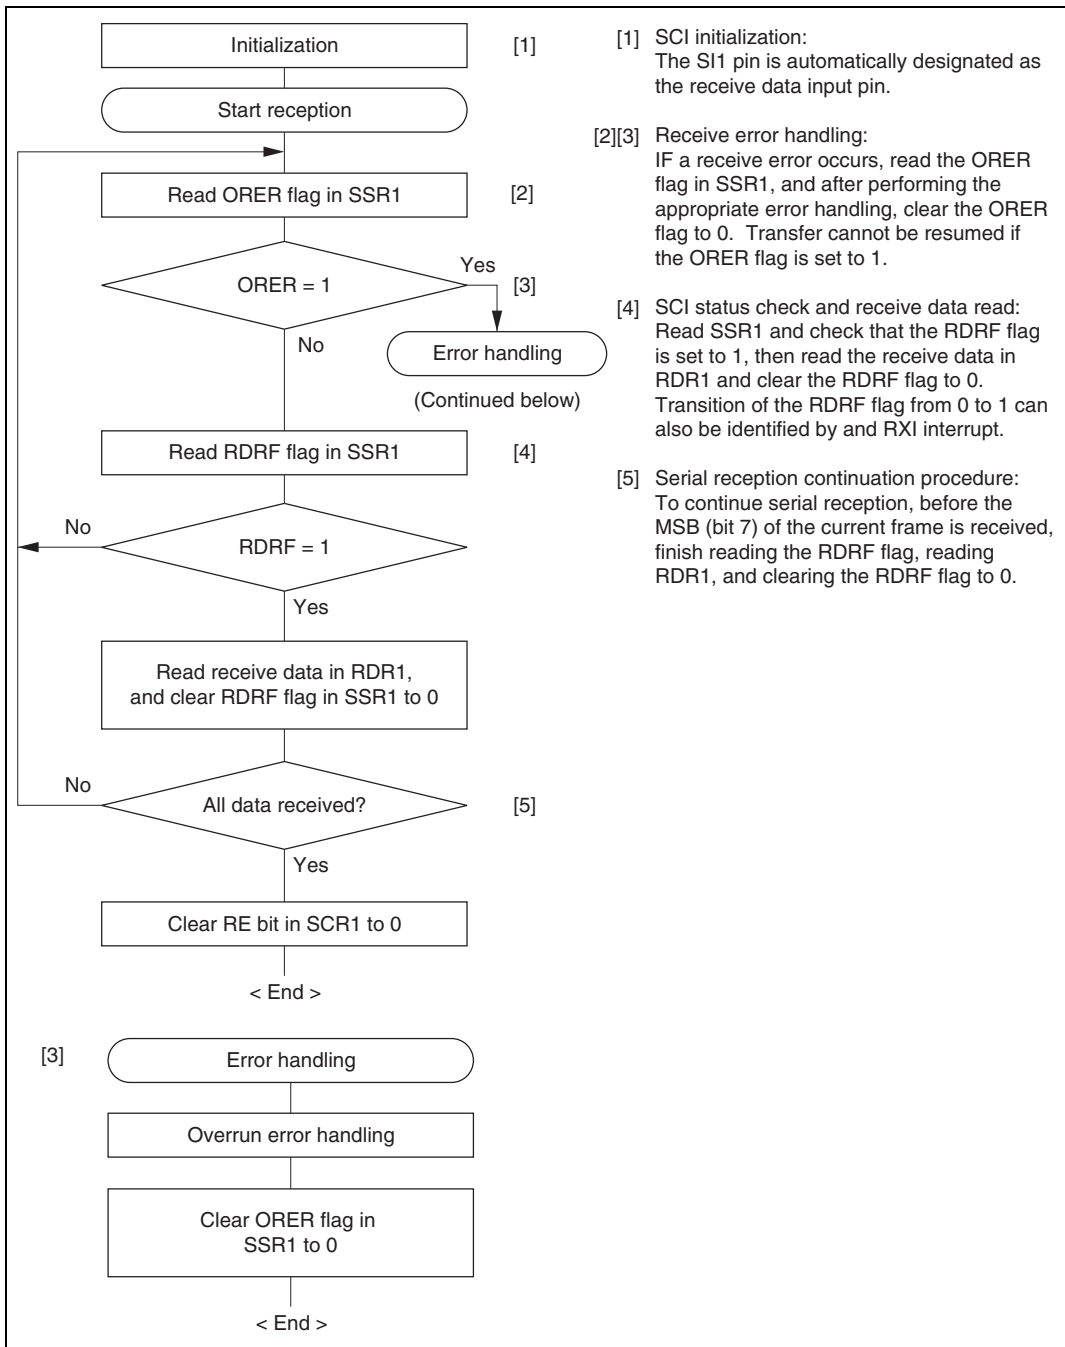 Initialization
[1]
Start reception
Read ORER flag in SSR1
[2]
ORER = 1
Yes
[3]
No
Error handling
(Continued below)
Read RDRF flag in SSR1
[4]
No
RDRF = 1
Yes
Read receive data in RDR1,
and clear RDRF flag in SSR1 to 0
No
All data received?
[5]
Yes
Clear RE bit in SCR1 to 0
< End >
[3]
Error handling
Overrun error handling
Clear ORER flag in
SSR1 to 0
< End >
[1] SCI initialization:
The SI1 pin is automatically designated as
the receive data input pin.
[2][3] Receive error handling:
IF a receive error occurs, read the ORER
flag in SSR1, and after performing the
appropriate error handling, clear the ORER
flag to 0. Transfer cannot be resumed if
the ORER flag is set to 1.
[4] SCI status check and receive data read:
Read SSR1 and check that the RDRF flag
is set to 1, then read the receive data in
RDR1 and clear the RDRF flag to 0.
Transition of the RDRF flag from 0 to 1 can
also be identified by and RXI interrupt.
[5] Serial reception continuation procedure:
To continue serial reception, before the
MSB (bit 7) of the current frame is received,
finish reading the RDRF flag, reading
RDR1, and clearing the RDRF flag to 0.